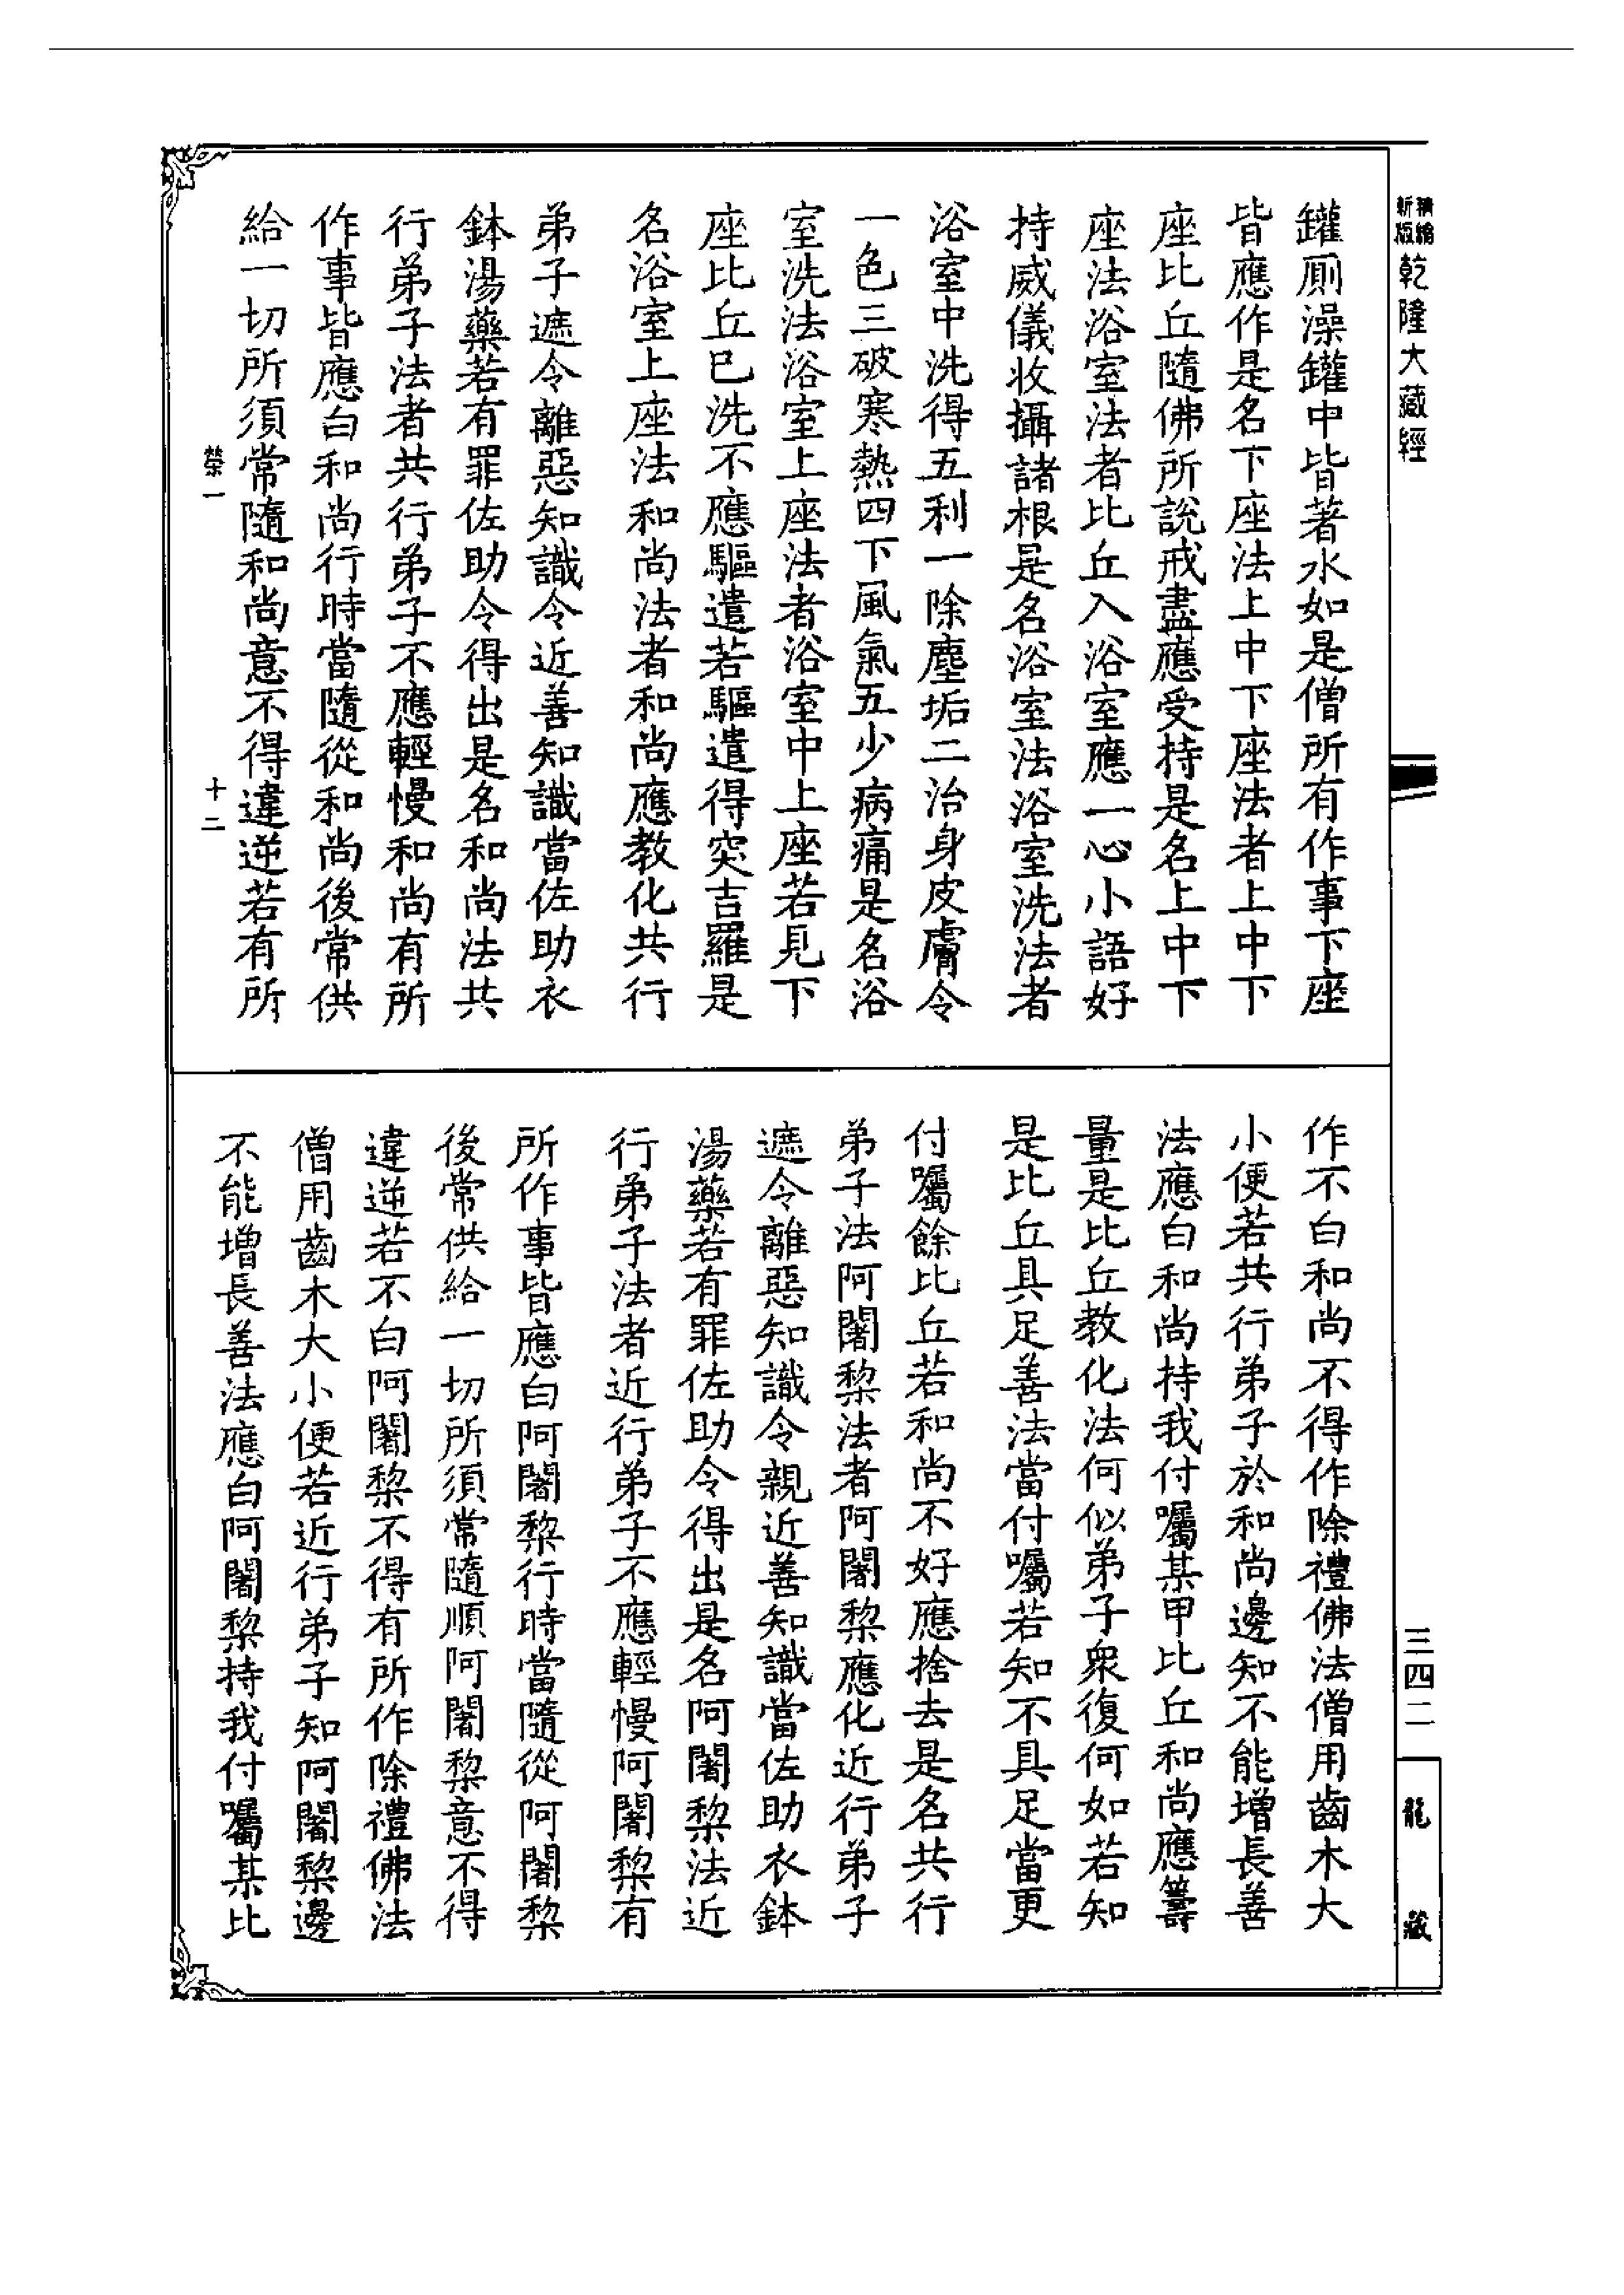 精繪新版乾隆大藏經
罐廁澡罐中皆著水如是僧所有作事下座
皆應作是名下座法上中下座法者上中下
座比丘隨佛所說戒盡應受持是名上中下
座法浴室法者比丘入浴室應一心小語好
持威儀收攝諸根是名浴室法浴室洗法者
浴室中洗得五利一除塵垢二治身皮膚令
一色三破寒熱四下風氣五少病痛是名浴
室洗法浴室上座法者浴室中上座若見下
座比丘已洗不應驅遣若驅遣得突吉羅是
名浴室上座法和尚法者和尚應教化共行
弟子遮令離惡知識令近善知識當佐助衣
鉢湯藥若有罪佐助令得出是名和尚法共
行弟子法者共行弟子不應輕慢和尚有所
作事皆應白和尚行時當隨從和尚後常供
給一切所須常隨和尚意不得違逆若有所
榮一
十二
作不白和尚不得作除禮佛法僧用齒木大
小便若共行弟子於和尚邊知不能增長善
法應白和尚持我付囑某甲比丘和尚應籌
量是比丘教化法何似弟子衆復何如若知
是比丘具足善法當付囑若知不具足當更
付囑餘比丘若和尚不好應捨去是名共行
弟子法阿闍黎法者阿闍黎應化近行弟子
遮令離惡知識令親近善知識當佐助衣鉢
湯藥若有罪佐助令得出是名阿闍黎法近
行弟子法者近行弟子不應輕慢阿闍黎有
所作事皆應白阿闍黎行時當隨從阿闍黎
後常供給一切所須常隨順阿闍黎意不得
違逆若不白阿闍黎不得有所作除禮佛法
僧用齒木大小便若近行弟子知阿闍黎邊
不能增長善法應白阿闍黎持我付囑某比
三四二
龍藏